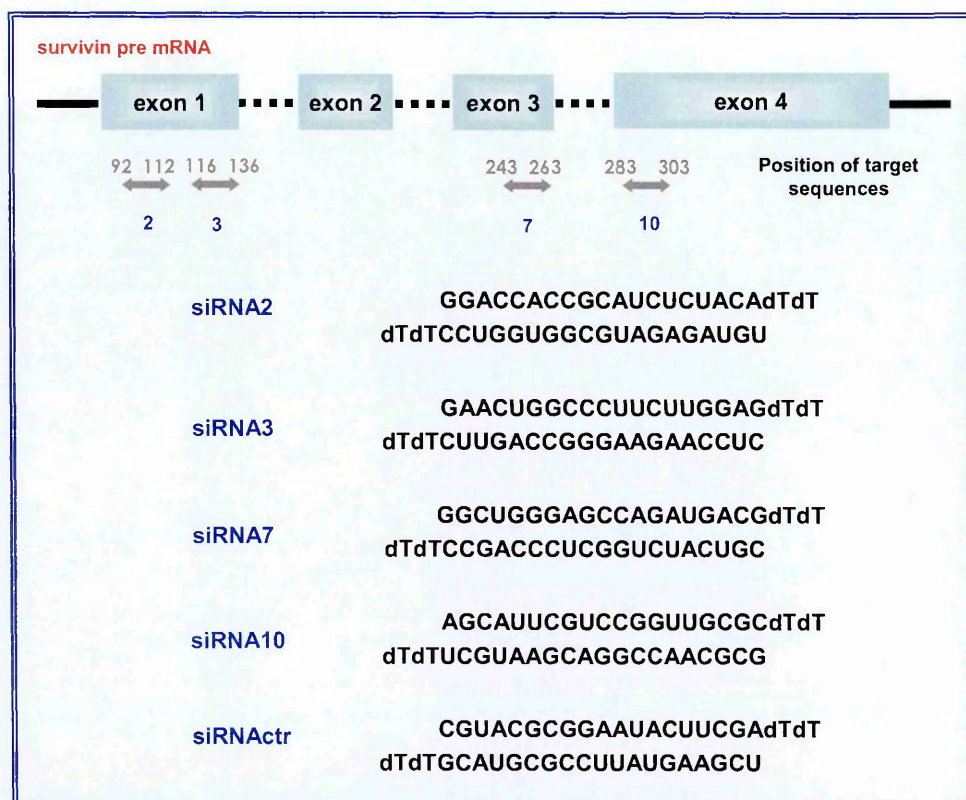 survivin pre mRNA
exon 1 exon 2 exon 3 exon 4
92 112 116 136 243 263 283 303 Position of target
sequences
2 3 7 10
siRNA2
GGACCACCGCAUCUCUACAdTdT
dTdTCCUGGUGGCGUAGAGAUGU
siRNA3
GAACUGGCCCUUCUUGGAGdTdT
dTdTCUUGACCGGGAAGAACCUC
siRNA7
GGCUGGGAGCCAGAUGACGdTdT
dTdTCCGACCCUCGGUCUACUGC
siRNA10
AGCAUUCGUCCGGUUGCGCdTdT
dTdTUCGUAAGCAGGCCAACGCG
siRNActr
CGUACGCGGAAUACUUCGAdTdT
dTdTGCAUGCGCCUUAUGAAGCU